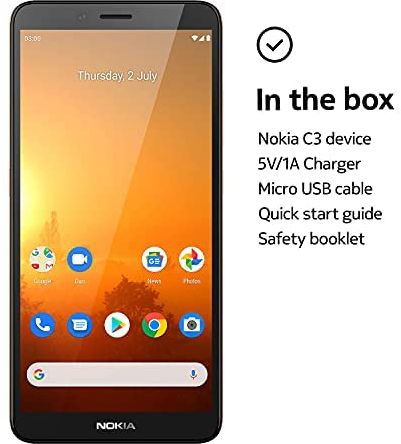 03:00
Thursday, 2 July
Google
Duo
News
Photos
G
NOKIA
In the box
Nokia C3 device
5V/1A Charger
Micro USB cable
Quick start guide
Safety booklet